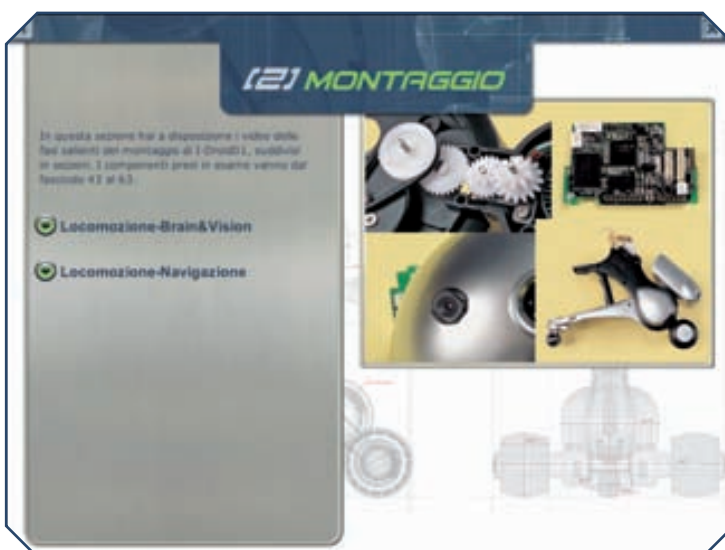 [2] MONTAGGIO
In questa sezione hai a disposizione i video delle
fasi salienti del montaggio di I-Droid01, suddivisi
in sezioni. I componenti presi in esame vanno dal
fascicolo 43 al 63.
Locomozione-Brain&Vision
Locomozione-Navigazione